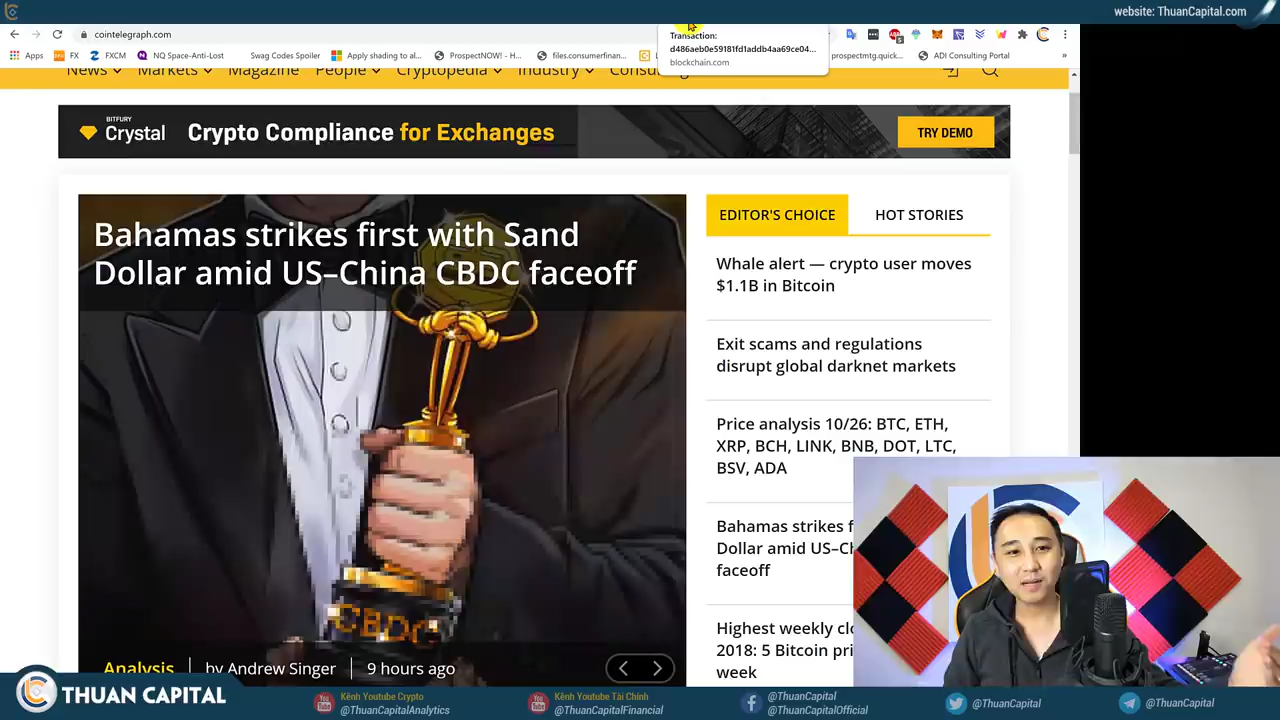 website: ThuanCapital.com
cointelegraph.com
Transaction:
d486aeb0e59181fd1addb4aa69ce04...
blockchain.com
Apps
FX
FXCM
NQ Space-Anti-Lost
Swag Codes Spoiler
Apply shading to al...
ProspectNOW! - H...
files.consumerfinan...
prospectmtg.quick...
ADI Consulting Portal
»
News
Markets
Magazine
People
Cryptopedia
Industry
BITFURY
Crystal
Crypto Compliance for Exchanges
TRY DEMO
Bahamas strikes first with Sand
Dollar amid US–China CBDC faceoff
CBDC
Analysis
by Andrew Singer
9 hours ago
EDITOR'S CHOICE
HOT STORIES
Whale alert — crypto user moves
$1.1B in Bitcoin
Exit scams and regulations
disrupt global darknet markets
Price analysis 10/26: BTC, ETH,
XRP, BCH, LINK, BNB, DOT, LTC,
BSV, ADA
Bahamas strikes f
Dollar amid US–Ch
faceoff
Highest weekly clo
2018: 5 Bitcoin pri
week
THUAN CAPITAL
Kênh Youtube Crypto
@ThuanCapitalAnalytics
Kênh Youtube Tài Chính
@ThuanCapitalFinancial
@ThuanCapital
@ThuanCapitalOfficial
@ThuanCapital
@ThuanCapital